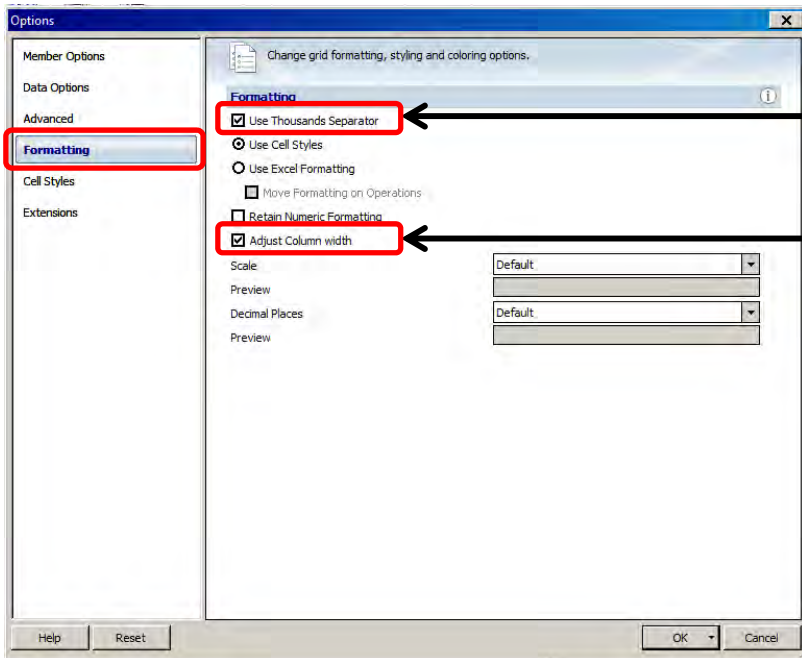 Options
Member Options
Data Options
Advanced
Formatting
Cell Styles
Extensions
Change grid formatting, styling and coloring options.
Formatting
Use Thousands Separator
Use Cell Styles
Use Excel Formatting
Move Formatting on Operations
Retain Numeric Formatting
Adjust Column width
Scale Default
Preview
Decimal Places Default
Preview
Help Reset OK Cancel